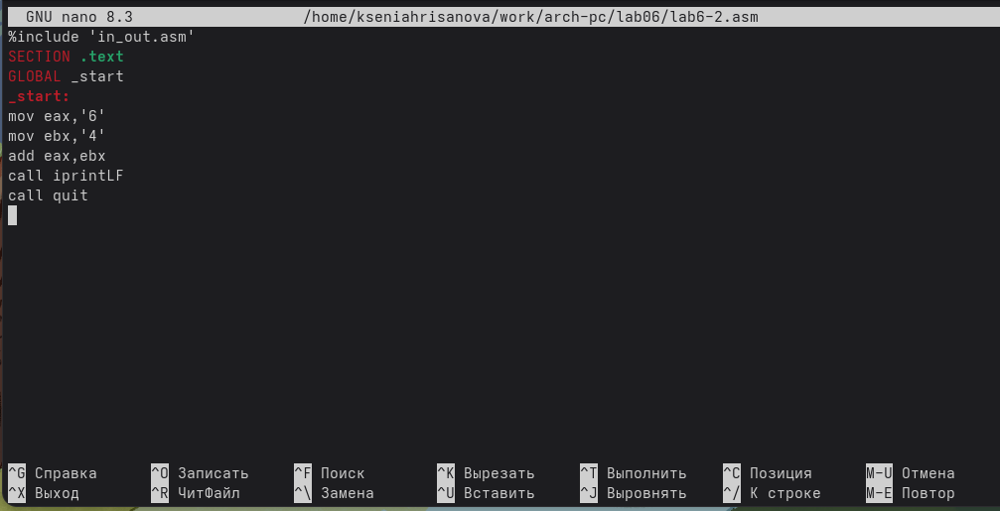 GNU nano 8.3 /home/kseniahrisanova/work/arch-pc/lab06/lab6-2.asm
%include 'in_out.asm'
SECTION .text
GLOBAL _start
_start:
mov eax,'6'
mov ebx,'4'
add eax,ebx
call iprintLF
call quit
^G Справка ^O Записать ^F Поиск ^K Вырезать ^T Выполнить ^C Позиция M-U Отмена
^X Выход ^R ЧитФайл ^\ Замена ^U Вставить ^J Выровнять ^/ К строке M-E Повтор